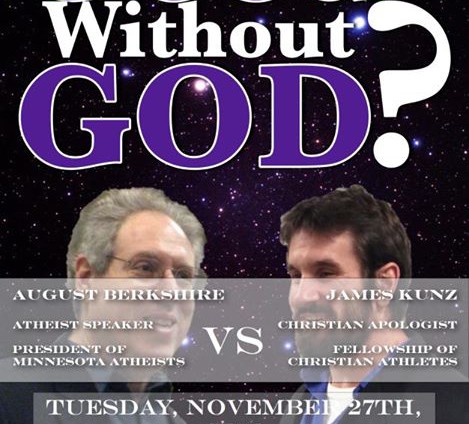 Without
GOD?
AUGUST BERKSHIRE
ATHEIST SPEAKER
PRESIDENT OF
MINNESOTA ATHEISTS
VS
JAMES KUNZ
CHRISTIAN APOLOGIST
FELLOWSHIP OF
CHRISTIAN ATHLETES
TUESDAY, NOVEMBER 27TH,